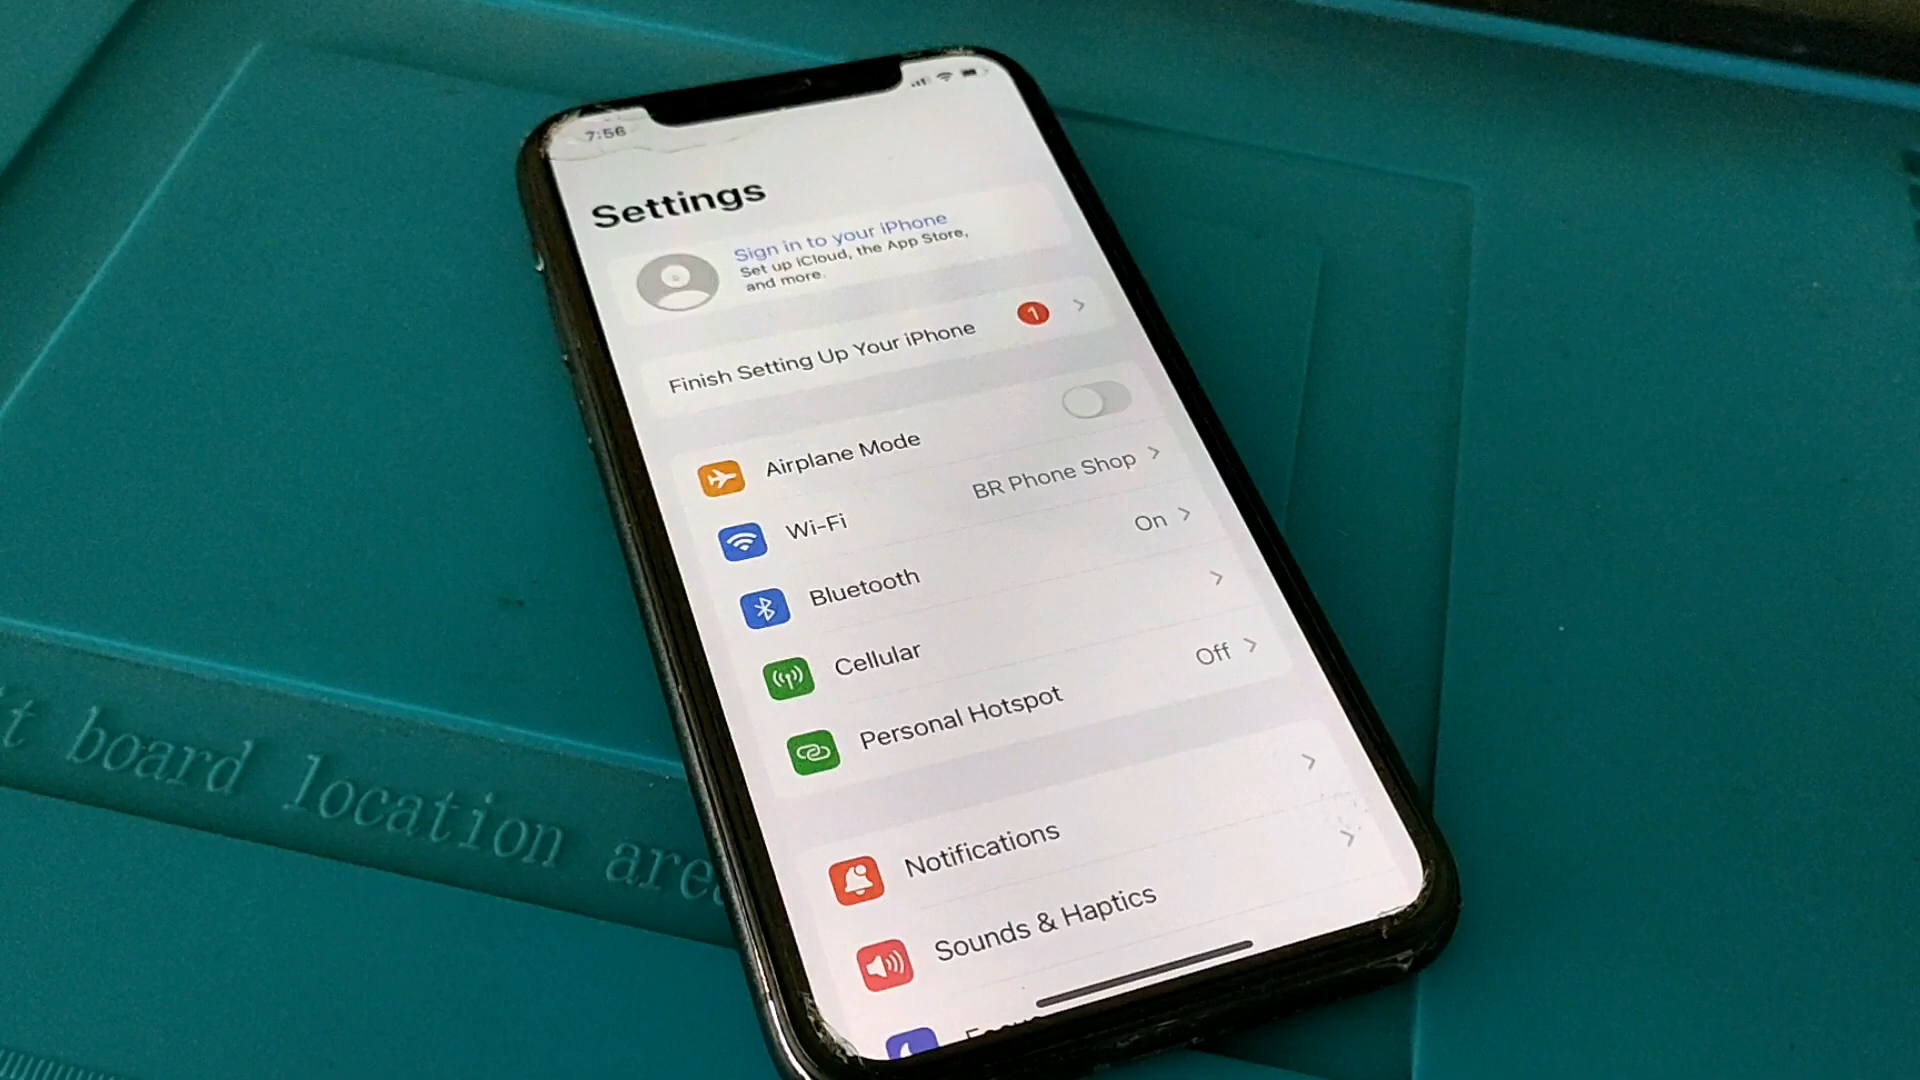 7:56
Settings
Sign in to your iPhone
Set up iCloud, the App Store,
and more.
Finish Setting Up Your iPhone 1
Airplane Mode
Wi-Fi BR Phone Shop
Bluetooth On
Cellular
Personal Hotspot Off
Notifications
Sounds & Haptics
board location area